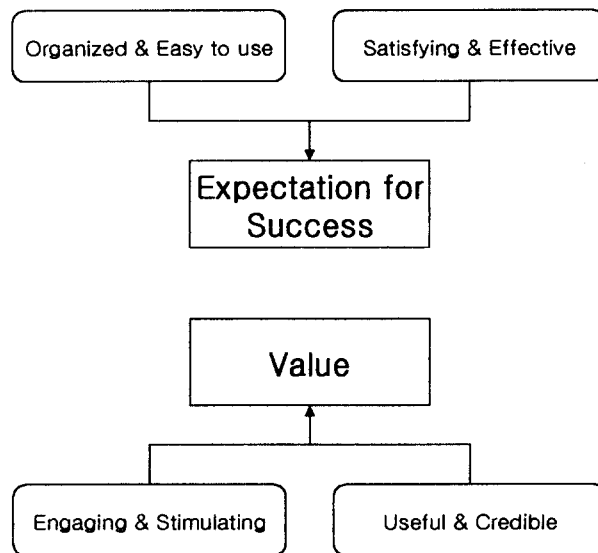 Organized & Easy to use
Satisfying & Effective
Expectation for
Success
Value
Engaging & Stimulating
Useful & Credible